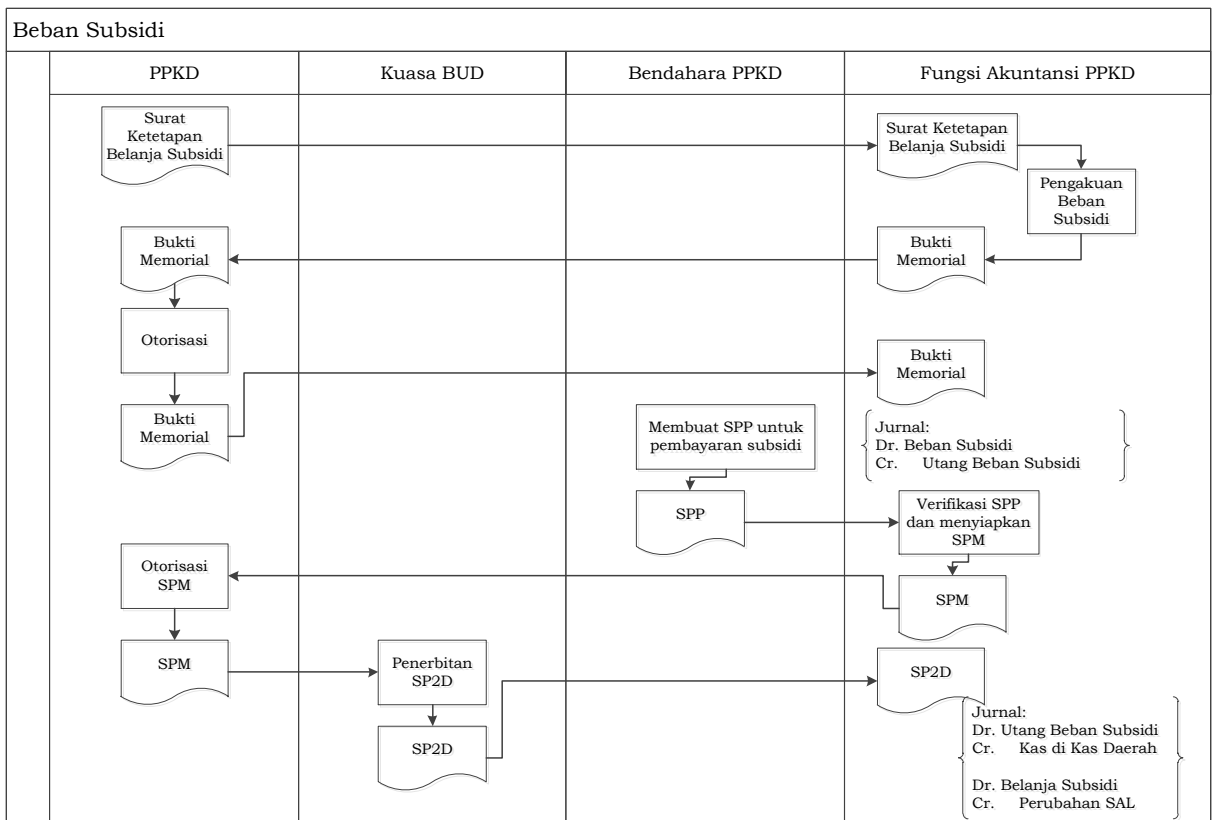 Beban Subsidi
PPKD
Kuasa BUD
Bendahara PPKD
Fungsi Akuntansi PPKD
Surat
Ketetapan
Belanja Subsidi
Surat Ketetapan
Belanja Subsidi
Pengakuan
Beban
Subsidi
Bukti
Memorial
Bukti
Memorial
Otorisasi
Bukti
Memorial
Bukti
Memorial
Membuat SPP untuk
pembayaran subsidi
Jurnal:
Dr. Beban Subsidi
Cr. Utang Beban Subsidi
SPP
Verifikasi SPP
dan menyiapkan
SPM
Otorisasi
SPM
SPM
SPM
Penerbitan
SP2D
SP2D
SP2D
Jurnal:
Dr. Utang Beban Subsidi
Cr. Kas di Kas Daerah
Dr. Belanja Subsidi
Cr. Perubahan SAL